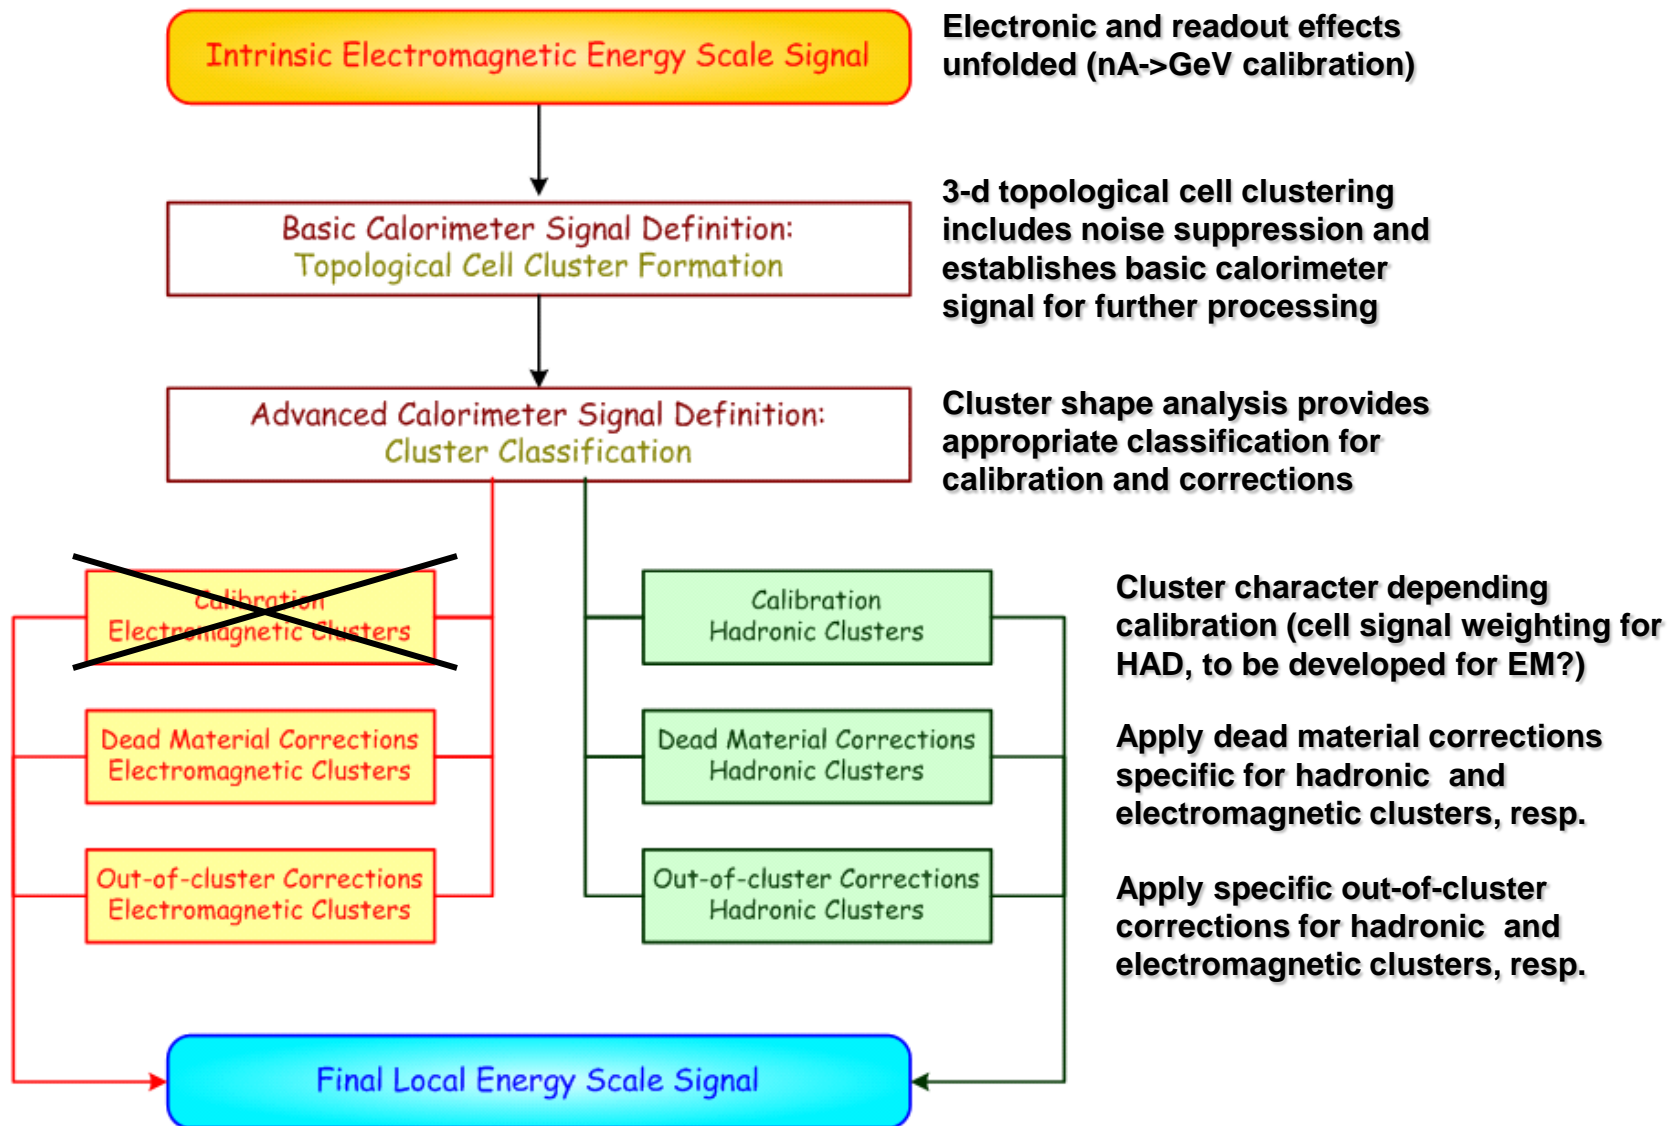 Intrinsic Electromagnetic Energy Scale Signal
Electronic and readout effects
unfolded (nA->GeV calibration)
Basic Calorimeter Signal Definition:
Topological Cell Cluster Formation
3-d topological cell clustering
includes noise suppression and
establishes basic calorimeter
signal for further processing
Advanced Calorimeter Signal Definition:
Cluster Classification
Cluster shape analysis provides
appropriate classification for
calibration and corrections
Calibration
Electromagnetic Clusters
Calibration
Hadronic Clusters
Cluster character depending
calibration (cell signal weighting for
HAD, to be developed for EM?)
Dead Material Corrections
Electromagnetic Clusters
Dead Material Corrections
Hadronic Clusters
Apply dead material corrections
specific for hadronic  and
electromagnetic clusters, resp.
Out-of-cluster Corrections
Electromagnetic Clusters
Out-of-cluster Corrections
Hadronic Clusters
Apply specific out-of-cluster
corrections for hadronic  and
electromagnetic clusters, resp.
Final Local Energy Scale Signal